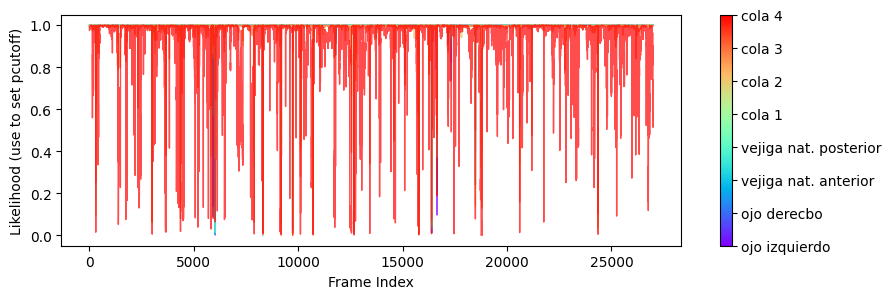 Likelihood (use to set pcutoff)
1.0
0.8
0.6
0.4
0.2
0.0
0 5000 10000 15000 20000 25000
Frame Index
cola 4
cola 3
cola 2
cola 1
vejiga nat. posterior
vejiga nat. anterior
ojo derecbo
ojo izquierdo